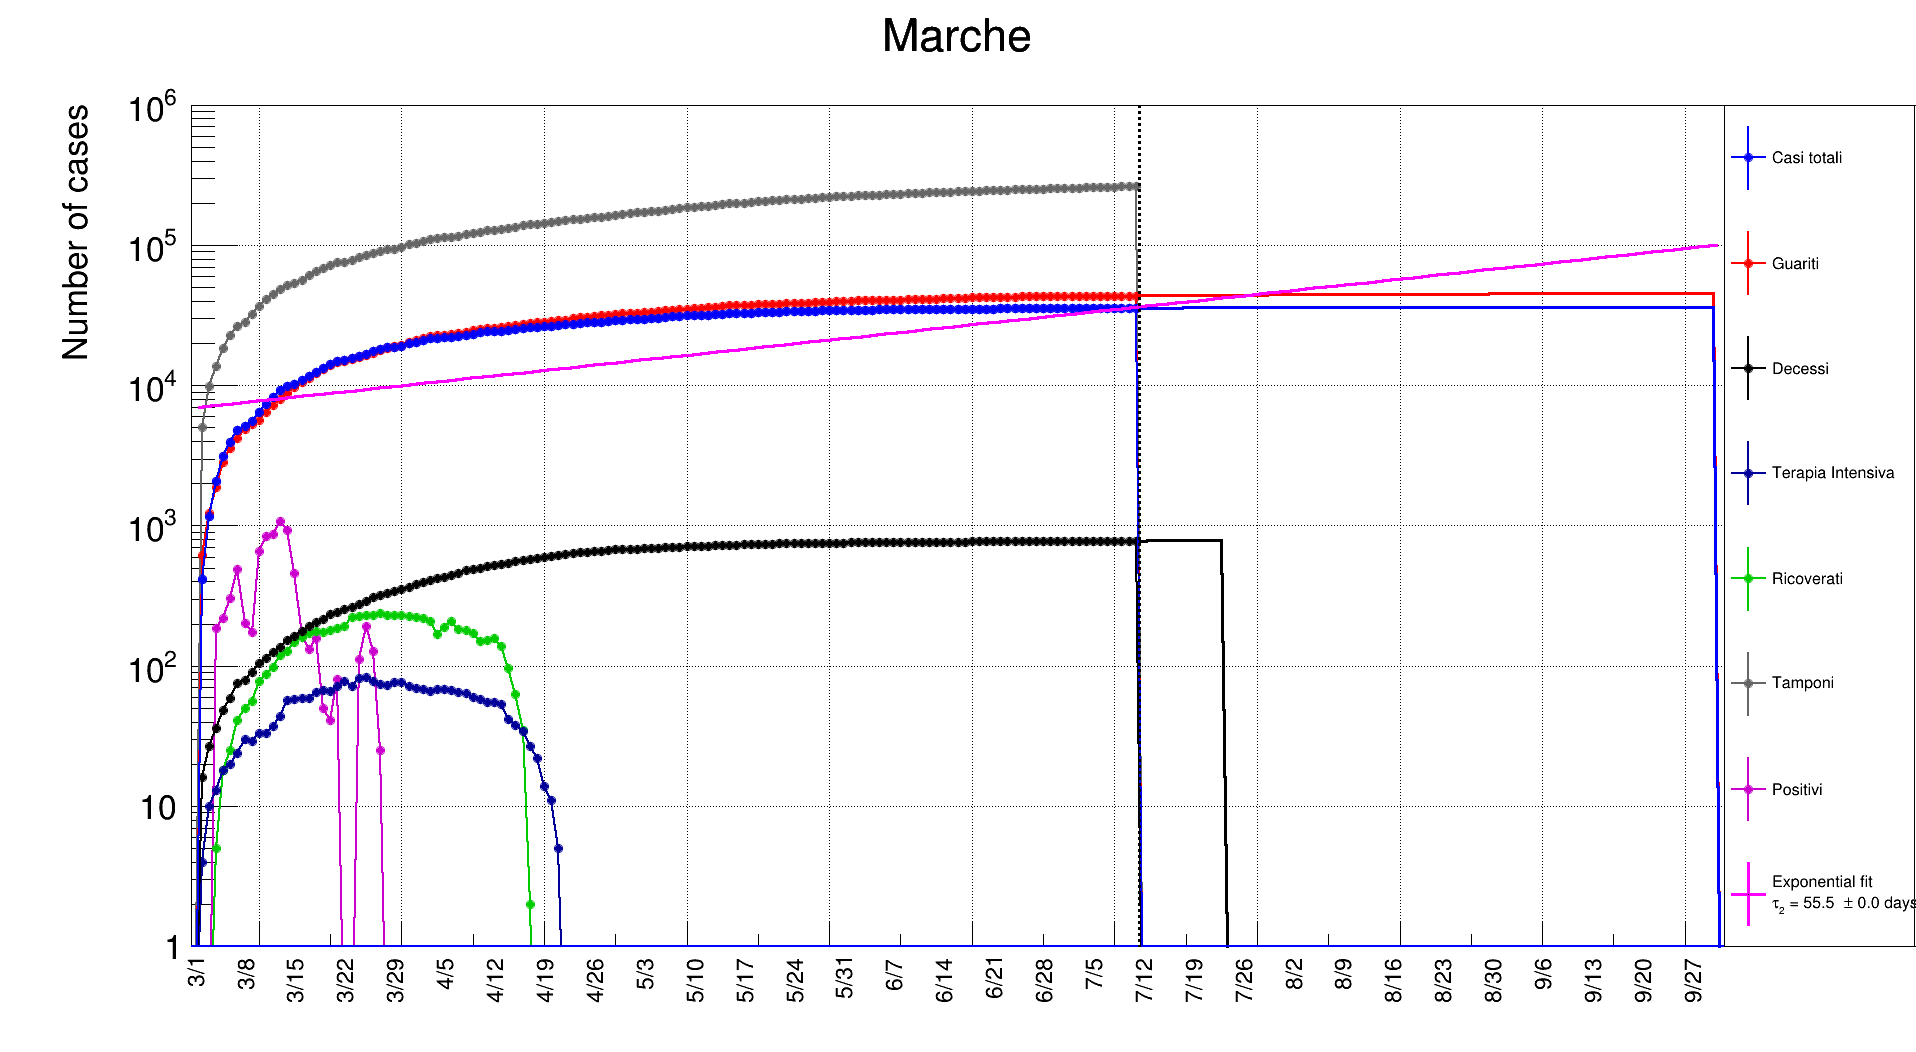 Marche
Number of cases
10^6
10^5
10^4
10^3
10^2
10
1
3/1 3/8 3/15 3/22 3/29 4/5 4/12 4/19 4/26 5/3 5/10 5/17 5/24 5/31 6/7 6/14 6/21 6/28 7/5 7/12 7/19 7/26 8/2 8/9 8/16 8/23 8/30 9/6 9/13 9/20 9/27
Casi totali
Guariti
Decessi
Terapia Intensiva
Ricoverati
Tamponi
Positivi
Exponential fit
τ₂ = 55.5 ± 0.0 days